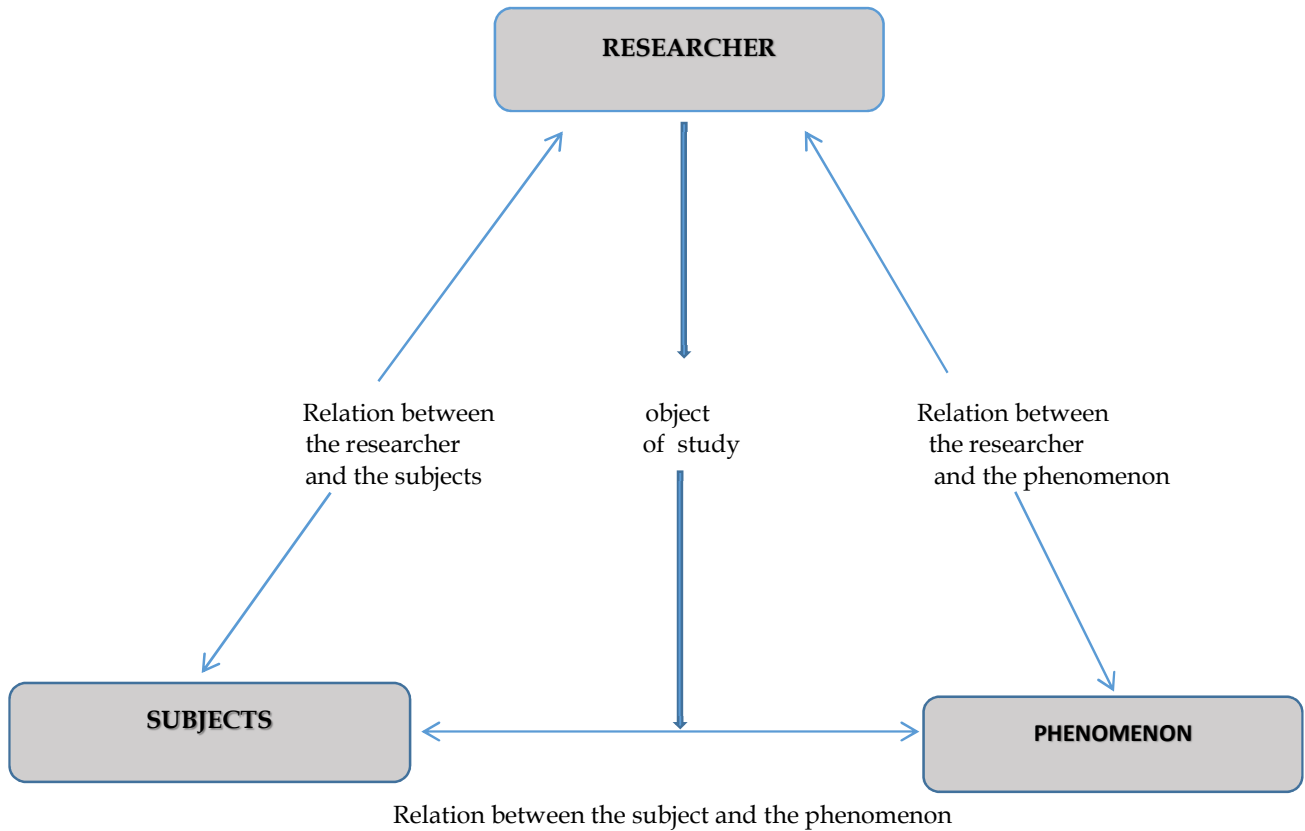 RESEARCHER
Relation between
the researcher
and the subjects
object
of study
Relation between
the researcher
and the phenomenon
SUBJECTS
PHENOMENON
Relation between the subject and the phenomenon